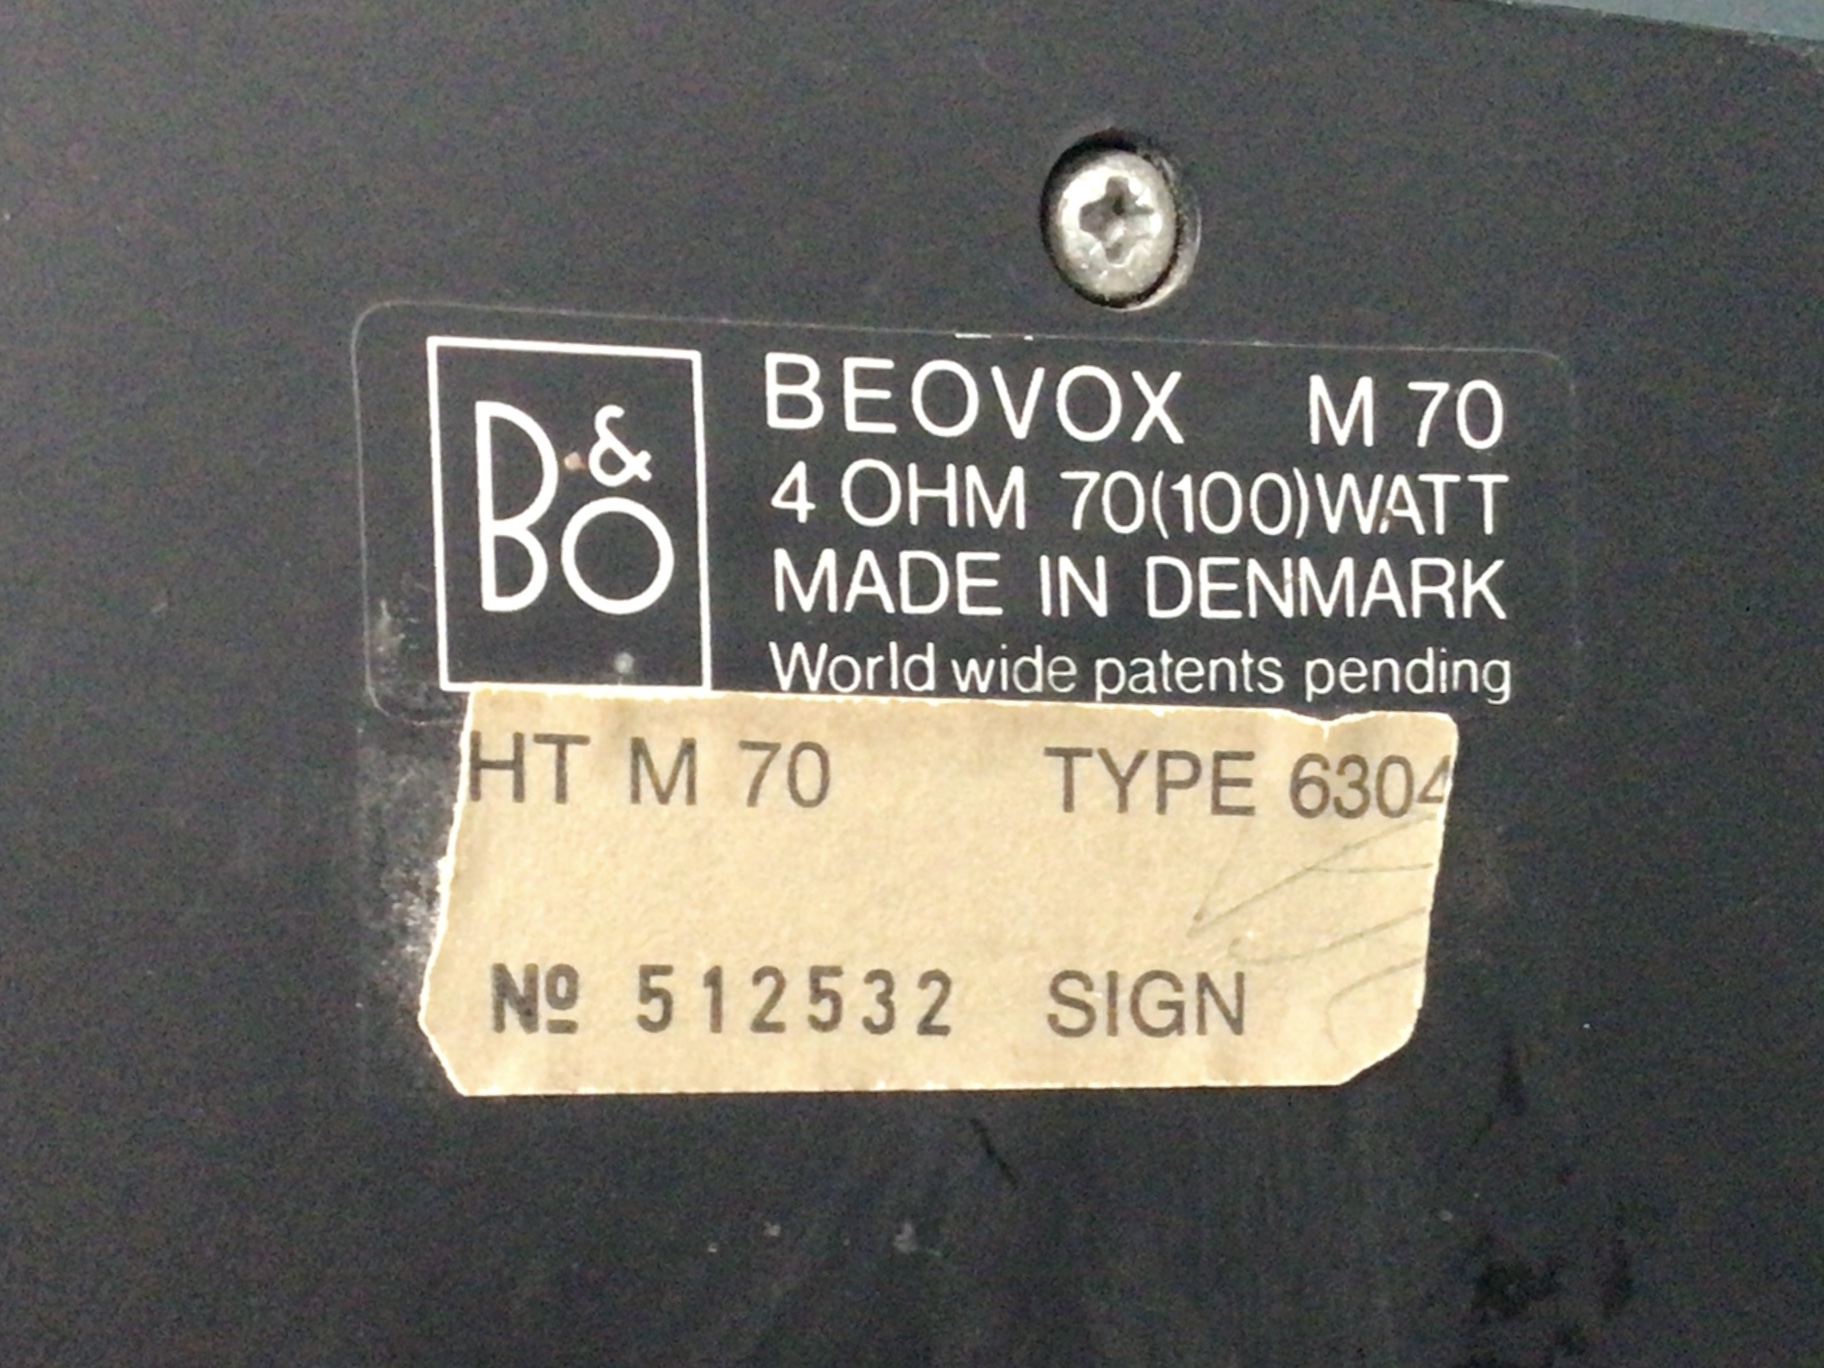 B&O
BEOVOX M 70
4 OHM 70(100)WATT
MADE IN DENMARK
World wide patents pending
HT M 70 TYPE 6304
Nº 512532 SIGN